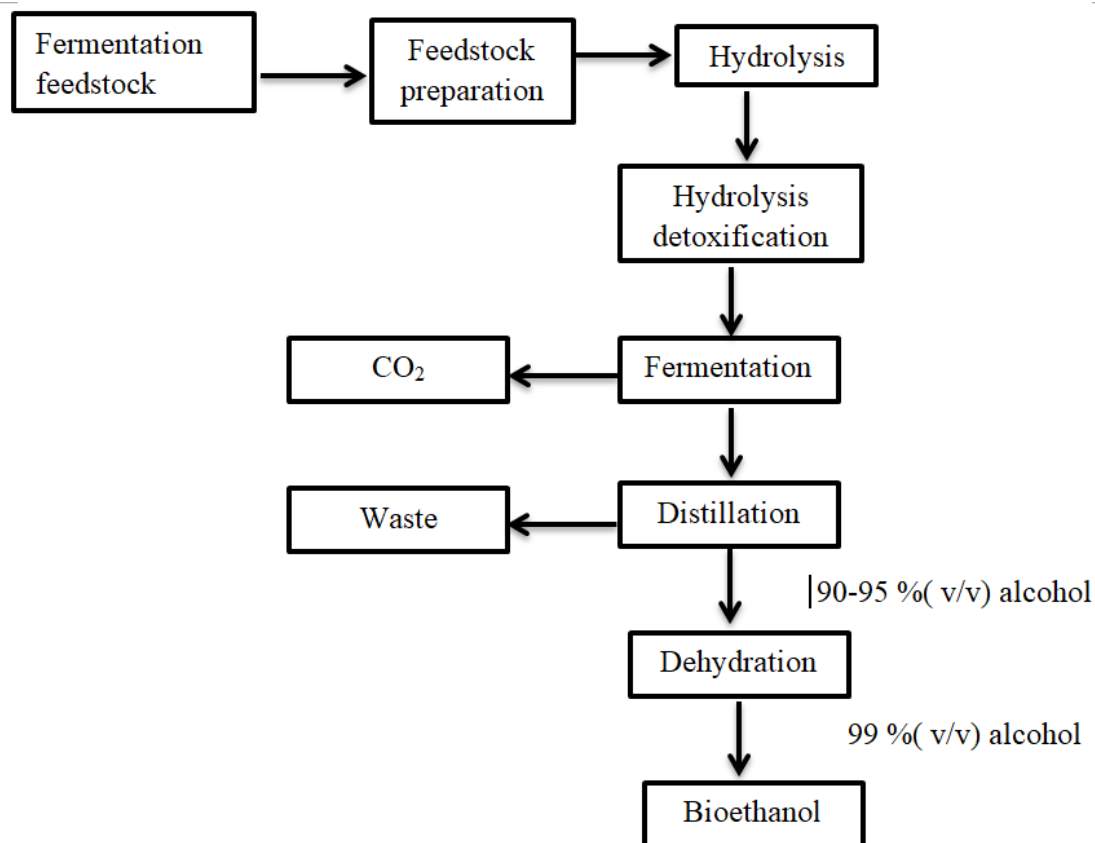 Fermentation
feedstock
Feedstock
preparation
Hydrolysis
Hydrolysis
detoxification
CO₂
Fermentation
Waste
Distillation
90-95 %( v/v) alcohol
Dehydration
99 %( v/v) alcohol
Bioethanol